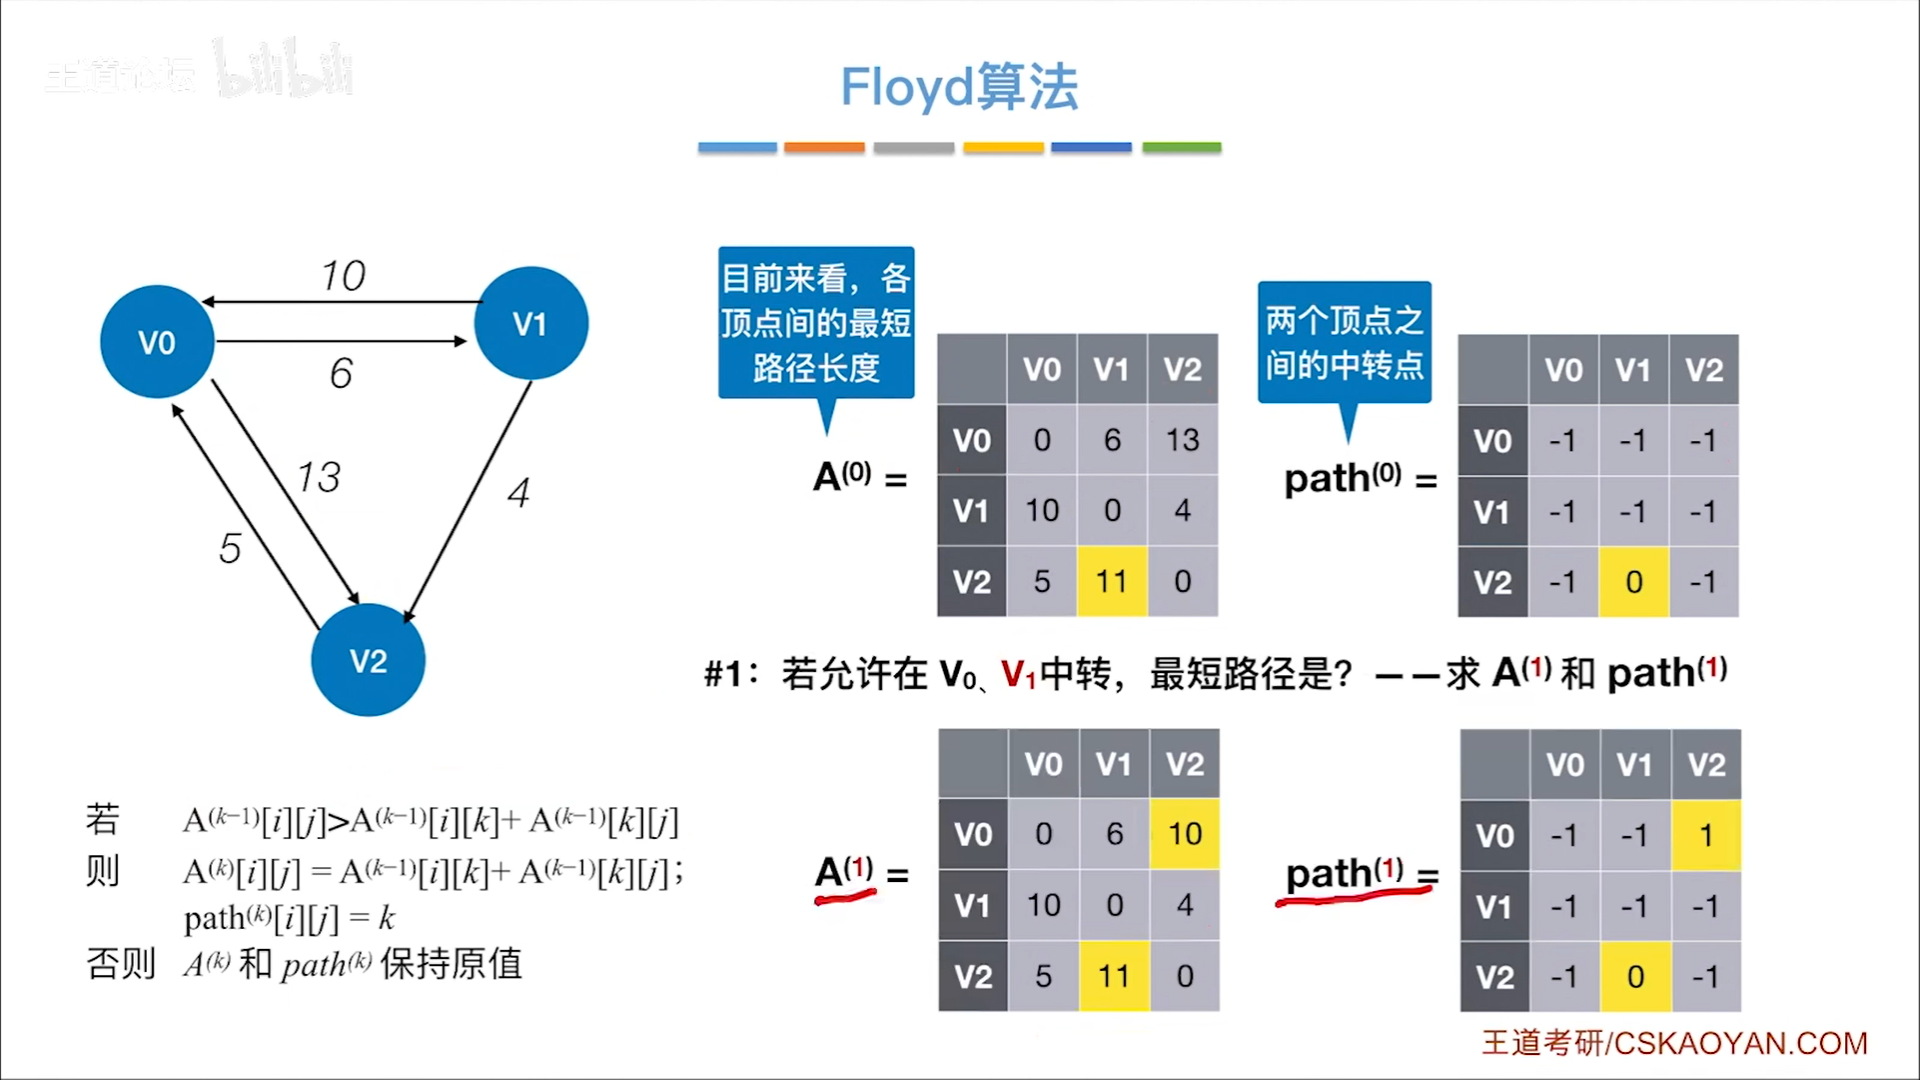 王道论坛 bilibili
Floyd算法
10
V0
V1
6
13
4
5
V2
目前来看，各
顶点间的最短
路径长度
A(0) =
V0 V1 V2
V0 0 6 13
V1 10 0 4
V2 5 11 0
两个顶点之
间的中转点
path(0) =
V0 V1 V2
V0 -1 -1 -1
V1 -1 -1 -1
V2 -1 0 -1
#1：若允许在 V0、V1中转，最短路径是？——求 A(1) 和 path(1)
A(1) =
V0 V1 V2
V0 0 6 10
V1 10 0 4
V2 5 11 0
path(1) =
V0 V1 V2
V0 -1 -1 1
V1 -1 -1 -1
V2 -1 0 -1
若 A(k−1)[i][j]>A(k−1)[i][k]+ A(k−1)[k][j]
则 A(k)[i][j] = A(k−1)[i][k]+ A(k−1)[k][j]；
path(k)[i][j] = k
否则 A(k) 和 path(k) 保持原值
王道考研/CSKAOYAN.COM